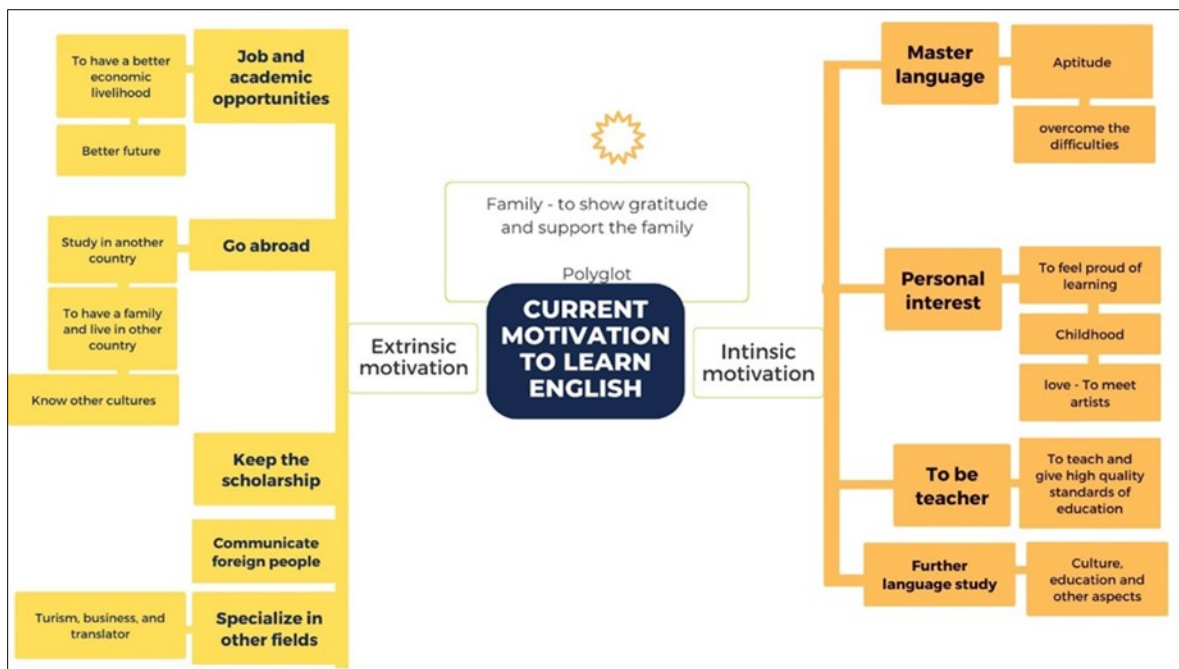 To have a better
economic
livelihood
Better future
Job and
academic
opportunities
Study in another
country
To have a family
and live in other
country
Know other cultures
Go abroad
Keep the
scholarship
Communicate
foreign people
Turism, business, and
translator
Specialize in
other fields
Extrinsic
motivation
Family - to show gratitude
and support the family
Polyglot
CURRENT
MOTIVATION
TO LEARN
ENGLISH
Intinsic
motivation
Master
language
Aptitude
overcome the
difficulties
Personal
interest
To feel proud of
learning
Childhood
love - To meet
artists
To be
teacher
To teach and
give high quality
standards of
education
Further
language study
Culture,
education and
other aspects